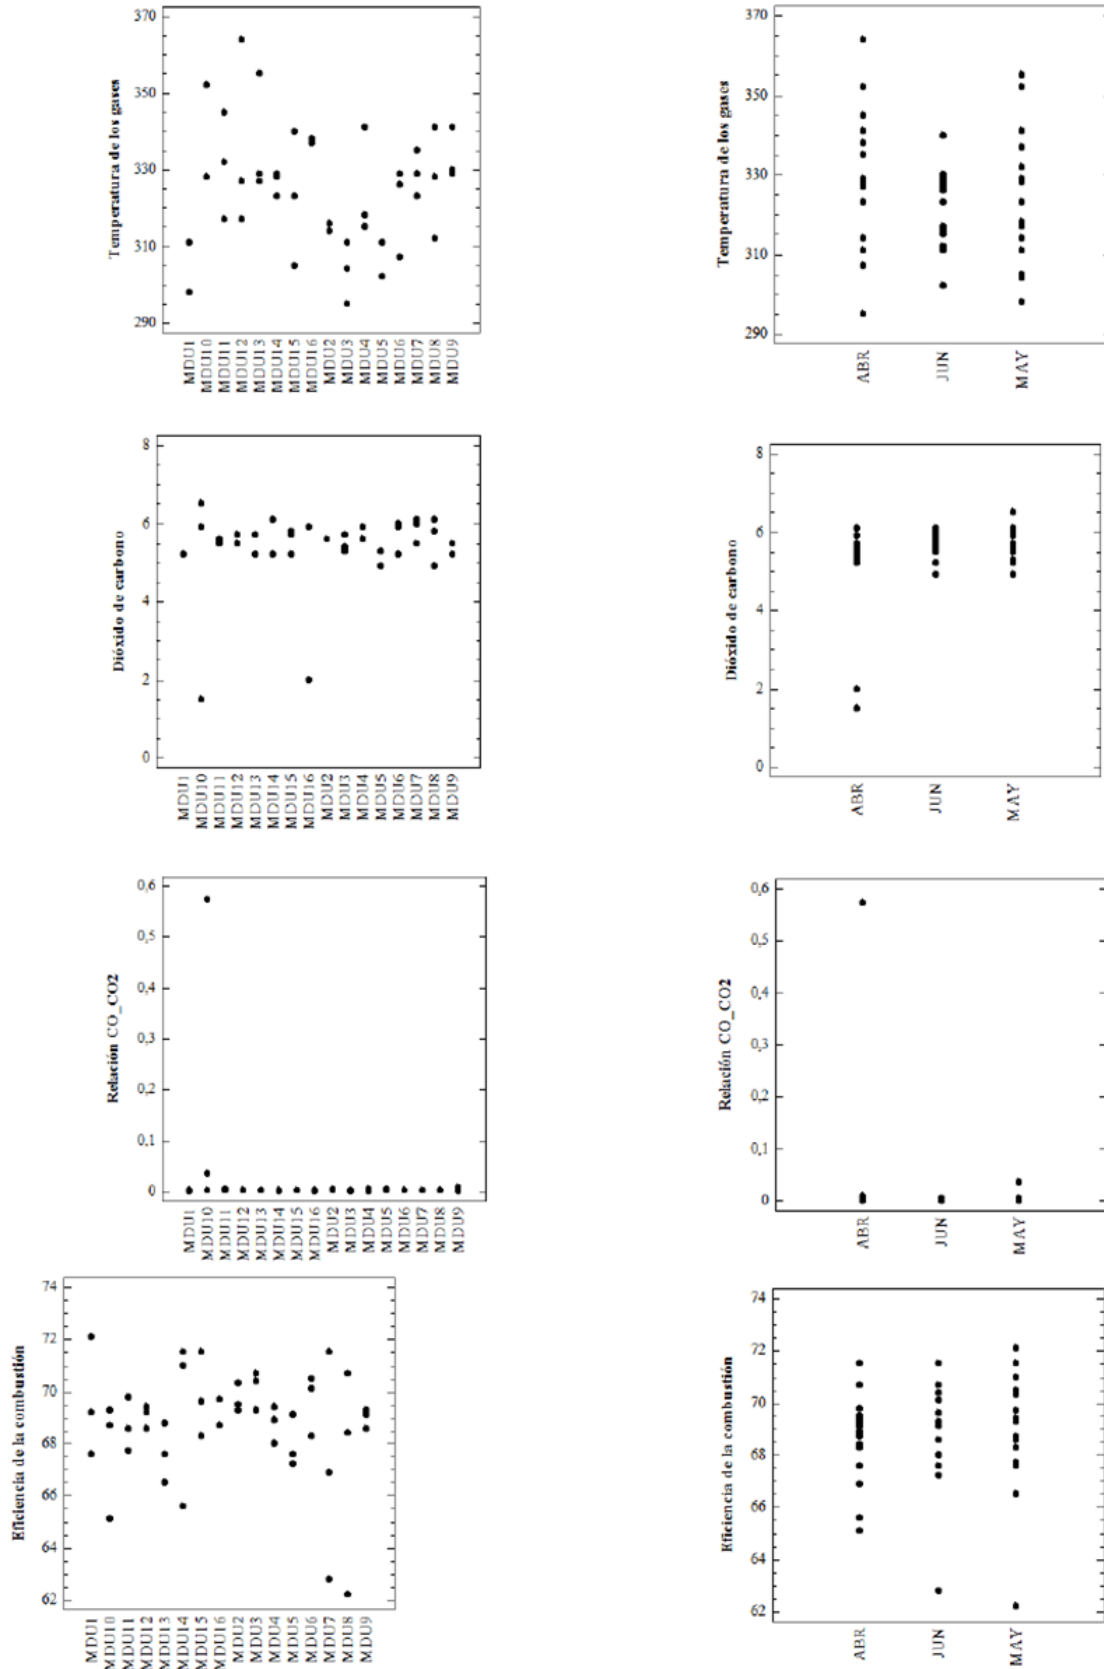 Temperatura de los gases
370
350
330
310
290
MDU1
MDU10
MDU11
MDU12
MDU13
MDU14
MDU15
MDU16
MDU2
MDU3
MDU4
MDU5
MDU6
MDU7
MDU8
MDU9
Temperatura de los gases
370
350
330
310
290
ABR
JUN
MAY
Dióxido de carbono
8
6
4
2
0
MDU1
MDU10
MDU11
MDU12
MDU13
MDU14
MDU15
MDU16
MDU2
MDU3
MDU4
MDU5
MDU6
MDU7
MDU8
MDU9
Dióxido de carbono
8
6
4
2
0
ABR
JUN
MAY
Relación CO_CO2
0,6
0,5
0,4
0,3
0,2
0,1
0
MDU1
MDU10
MDU11
MDU12
MDU13
MDU14
MDU15
MDU16
MDU2
MDU3
MDU4
MDU5
MDU6
MDU7
MDU8
MDU9
Relación CO_CO2
0,6
0,5
0,4
0,3
0,2
0,1
0
ABR
JUN
MAY
Eficiencia de la combustión
74
72
70
68
66
64
62
MDU1
MDU10
MDU11
MDU12
MDU13
MDU14
MDU15
MDU16
MDU2
MDU3
MDU4
MDU5
MDU6
MDU7
MDU8
MDU9
Eficiencia de la combustión
74
72
70
68
66
64
62
ABR
JUN
MAY